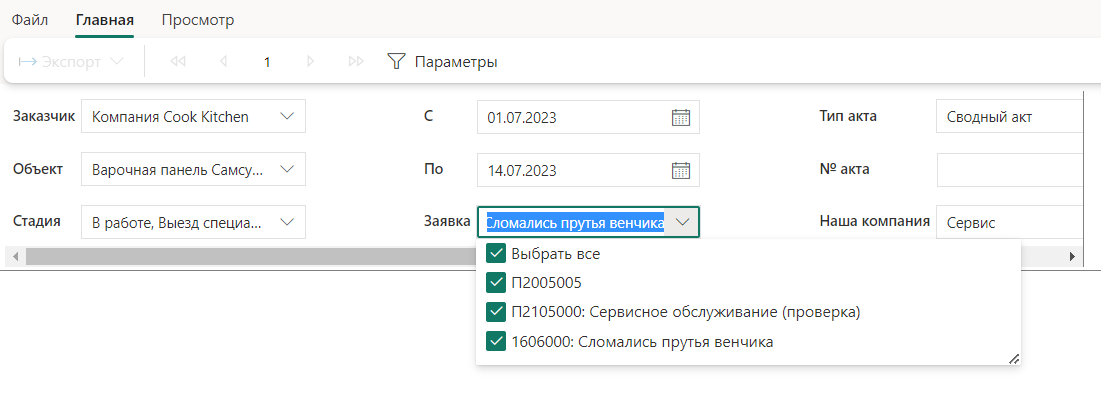 Файл Главная Просмотр
Экспорт 1 Параметры
Заказчик Компания Cook Kitchen С 01.07.2023 Тип акта Сводный акт
Объект Варочная панель Самсу... По 14.07.2023 № акта
Стадия В работе, Выезд специа... Заявка Сломались прутья венчика Наша компания Сервис
Выбрать все
П2005005
П2105000: Сервисное обслуживание (проверка)
1606000: Сломались прутья венчика